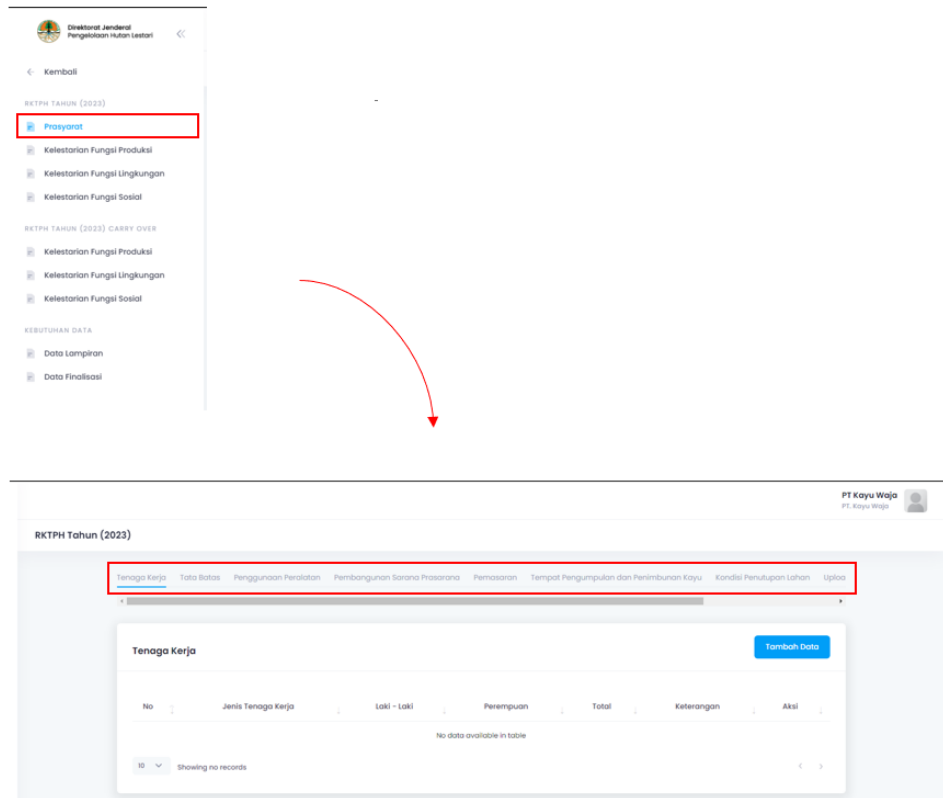 Direktorat Jenderal
Pengelolaan Hutan Lestari
Kembali
RKTPH TAHUN (2023)
Prasyarat
Kelestarian Fungsi Produksi
Kelestarian Fungsi Lingkungan
Kelestarian Fungsi Sosial
RKTPH TAHUN (2023) CARRY OVER
Kelestarian Fungsi Produksi
Kelestarian Fungsi Lingkungan
Kelestarian Fungsi Sosial
KEBUTUHAN DATA
Data Lampiran
Data Finalisasi
PT Kayu Waja
PT. Kayu Waja
RKTPH Tahun (2023)
Tenaga Kerja Tata Batas Penggunaan Peralatan Pembangunan Sarana Prasarana Pemasaran Tempat Pengumpulan dan Penimbunan Kayu Kondisi Penutupan Lahan Uploa
Tenaga Kerja Tambah Data
No Jenis Tenaga Kerja Laki - Laki Perempuan Total Keterangan Aksi
No data available in table
10 Showing no records